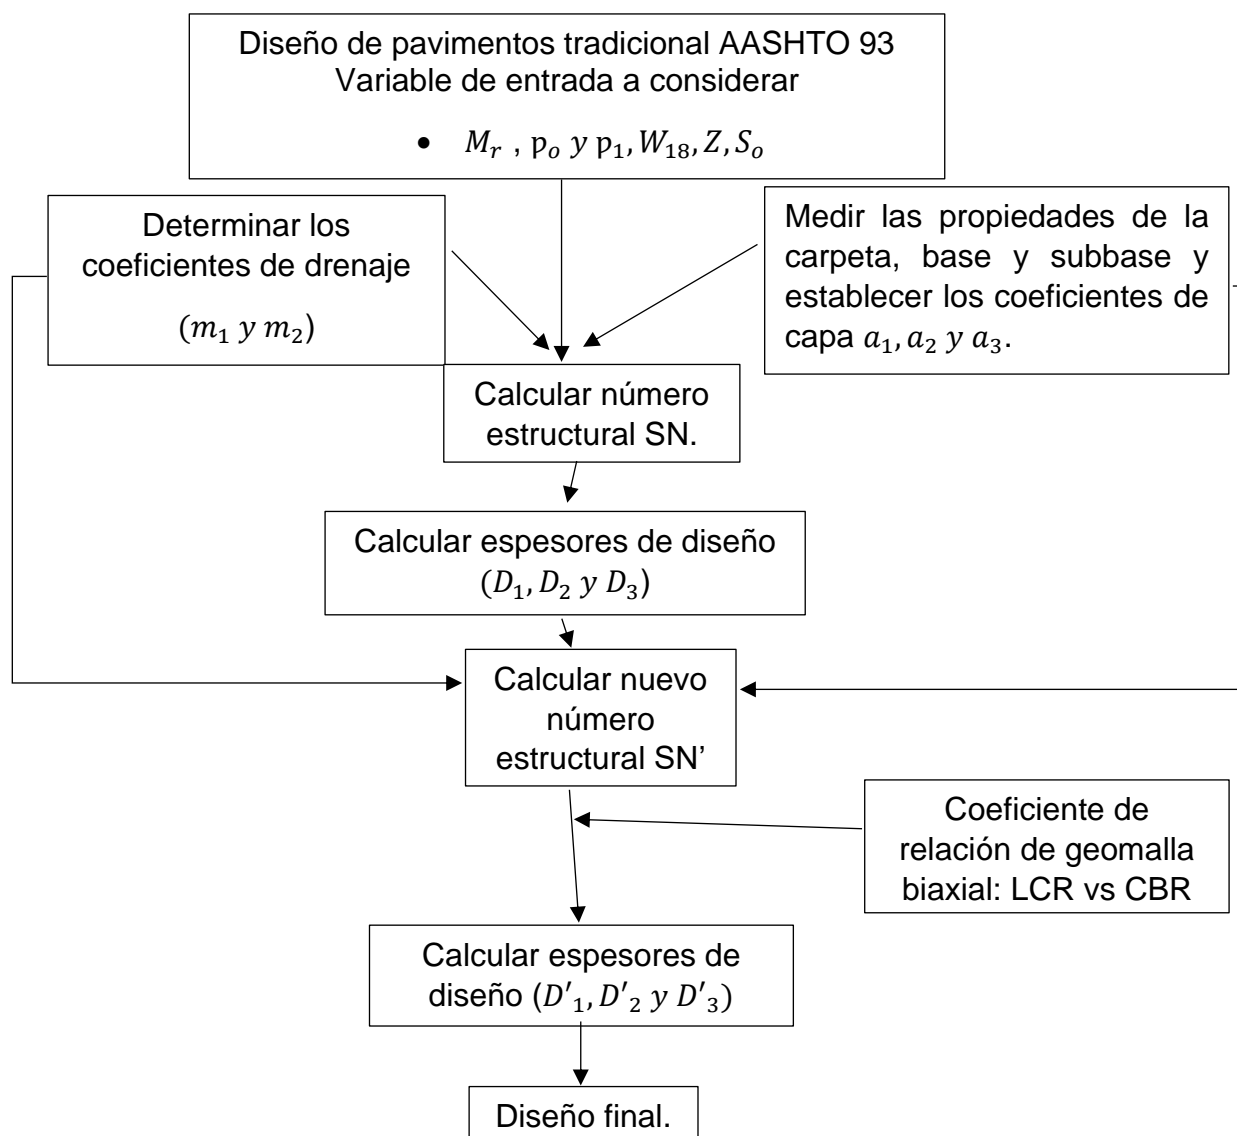 Diseño de pavimentos tradicional AASHTO 93
Variable de entrada a considerar
• M_r , p_o y p_1, W_18, Z, S_o
Determinar los
coeficientes de drenaje
(m_1 y m_2)
Medir las propiedades de la
carpeta, base y subbase y
establecer los coeficientes de
capa a_1, a_2 y a_3.
Calcular número
estructural SN.
Calcular espesores de diseño
(D_1, D_2 y D_3)
Calcular nuevo
número
estructural SN’
Coeficiente de
relación de geomalla
biaxial: LCR vs CBR
Calcular espesores de
diseño (D′_1, D′_2 y D′_3)
Diseño final.